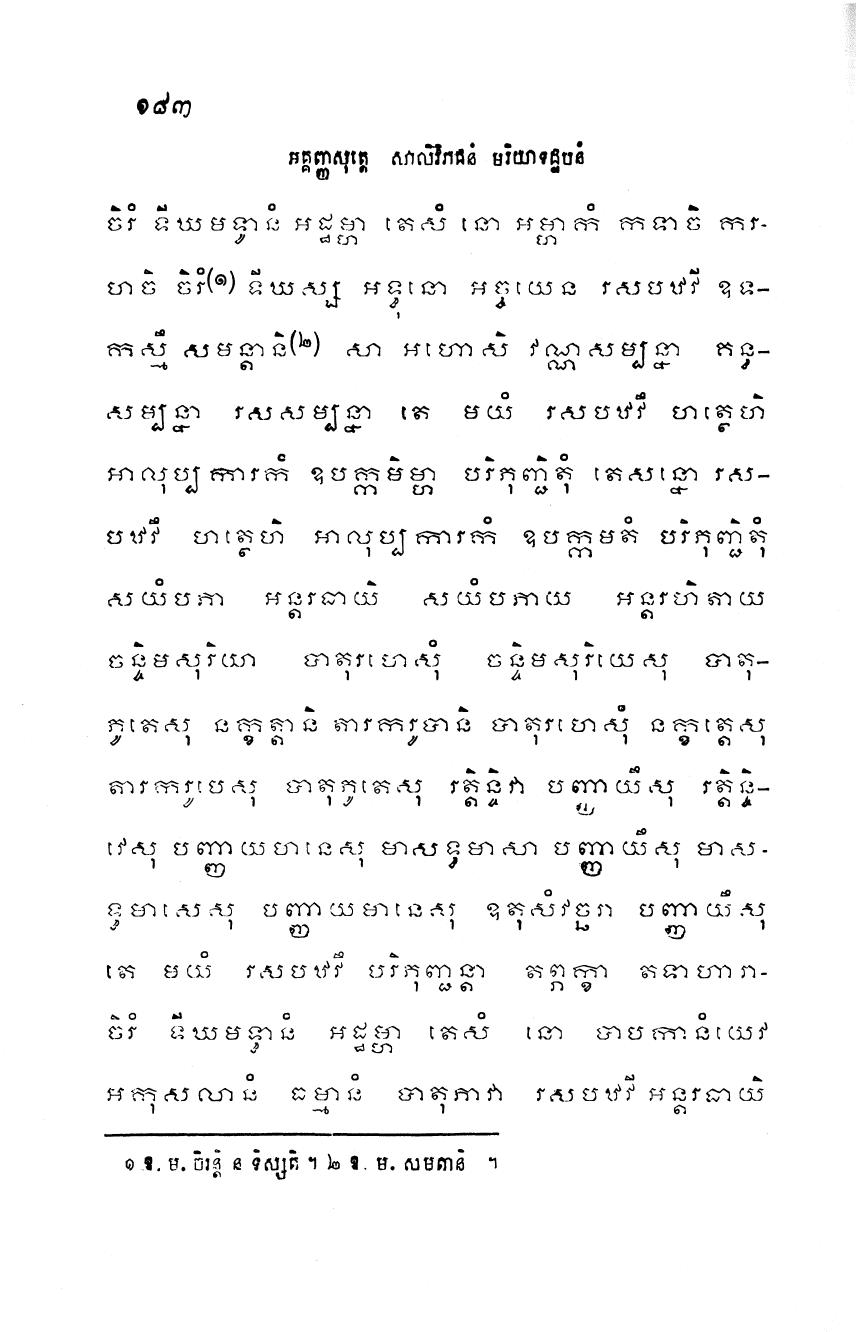 ១៨៣
អគ្គញ្ញសុត្តេ សាលិវិភាជនំ មរិយាទដ្ឋបនំ
ចិរំ ទីឃមទ្ធានំ អដ្ឋម្ហា តេសំ នោ អម្ហាកំ កទាចិ ករ-
ហចិ ចិរំ(១) ទីឃស្ស អទ្ធុនោ អច្ចយេន រសបឋវី ឧទ-
កស្មឹ សមន្តានិ(២) សា អហោសិ វណ្ណសម្បន្នា គន្ធ-
សម្បន្នា រសសម្បន្នា តេ មយំ រសបឋវឹ ហត្ថេហិ
អាលុប្បការកំ ឧបក្កមិម្ហា បរិភុញ្ជិតុំ តេសន្នោ រស-
បឋវឹ ហត្ថេហិ អាលុប្បការកំ ឧបក្កមតំ បរិភុញ្ជិតុំ
សយំបភា អន្តរធាយិ សយំបភាយ អន្តរហិតាយ
ចន្ទិមសុរិយា បាតុរហេសុំ ចន្ទិមសុរិយេសុ បាតុ-
ភូតេសុ នក្ខត្តានិ តារករូបានិ បាតុរហេសុំ នក្ខត្តេសុ
តារករូបេសុ បាតុភូតេសុ រត្តិន្ទិវា បញ្ញាយឹសុ រត្តិន្ទិ-
វេសុ បញ្ញាយមានេសុ មាសឌ្ឍមាសា បញ្ញាយឹសុ មាស-
ឌ្ឍមាសេសុ បញ្ញាយមានេសុ ឧតុសំវច្ឆរា បញ្ញាយឹសុ
តេ មយំ រសបឋវឹ បរិភុញ្ជន្តា តព្ភក្ខា តទាហារា-
ចិរំ ទីឃមទ្ធានំ អដ្ឋម្ហា តេសំ នោ បាបកានំយេវ
អកុសលានំ ធម្មានំ បាតុភាវា រសបឋវី អន្តរធាយិ
១ ឱ. ម. ចិរន្តិ ន ទិស្សតិ ។ ២ ឱ. ម. សមតានិ ។